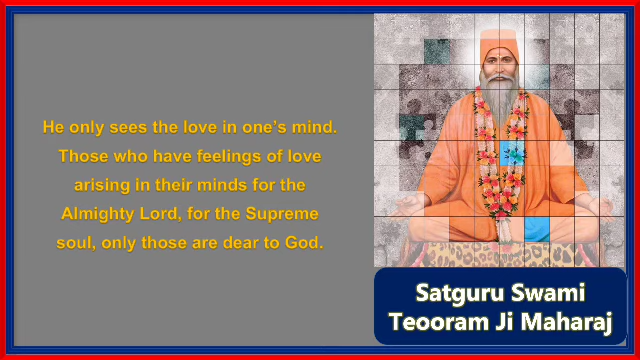 He only sees the love in one's mind.
Those who have feelings of love
arising in their minds for the
Almighty Lord, for the Supreme
soul, only those are dear to God.
Satguru Swami
Teooram Ji Maharaj